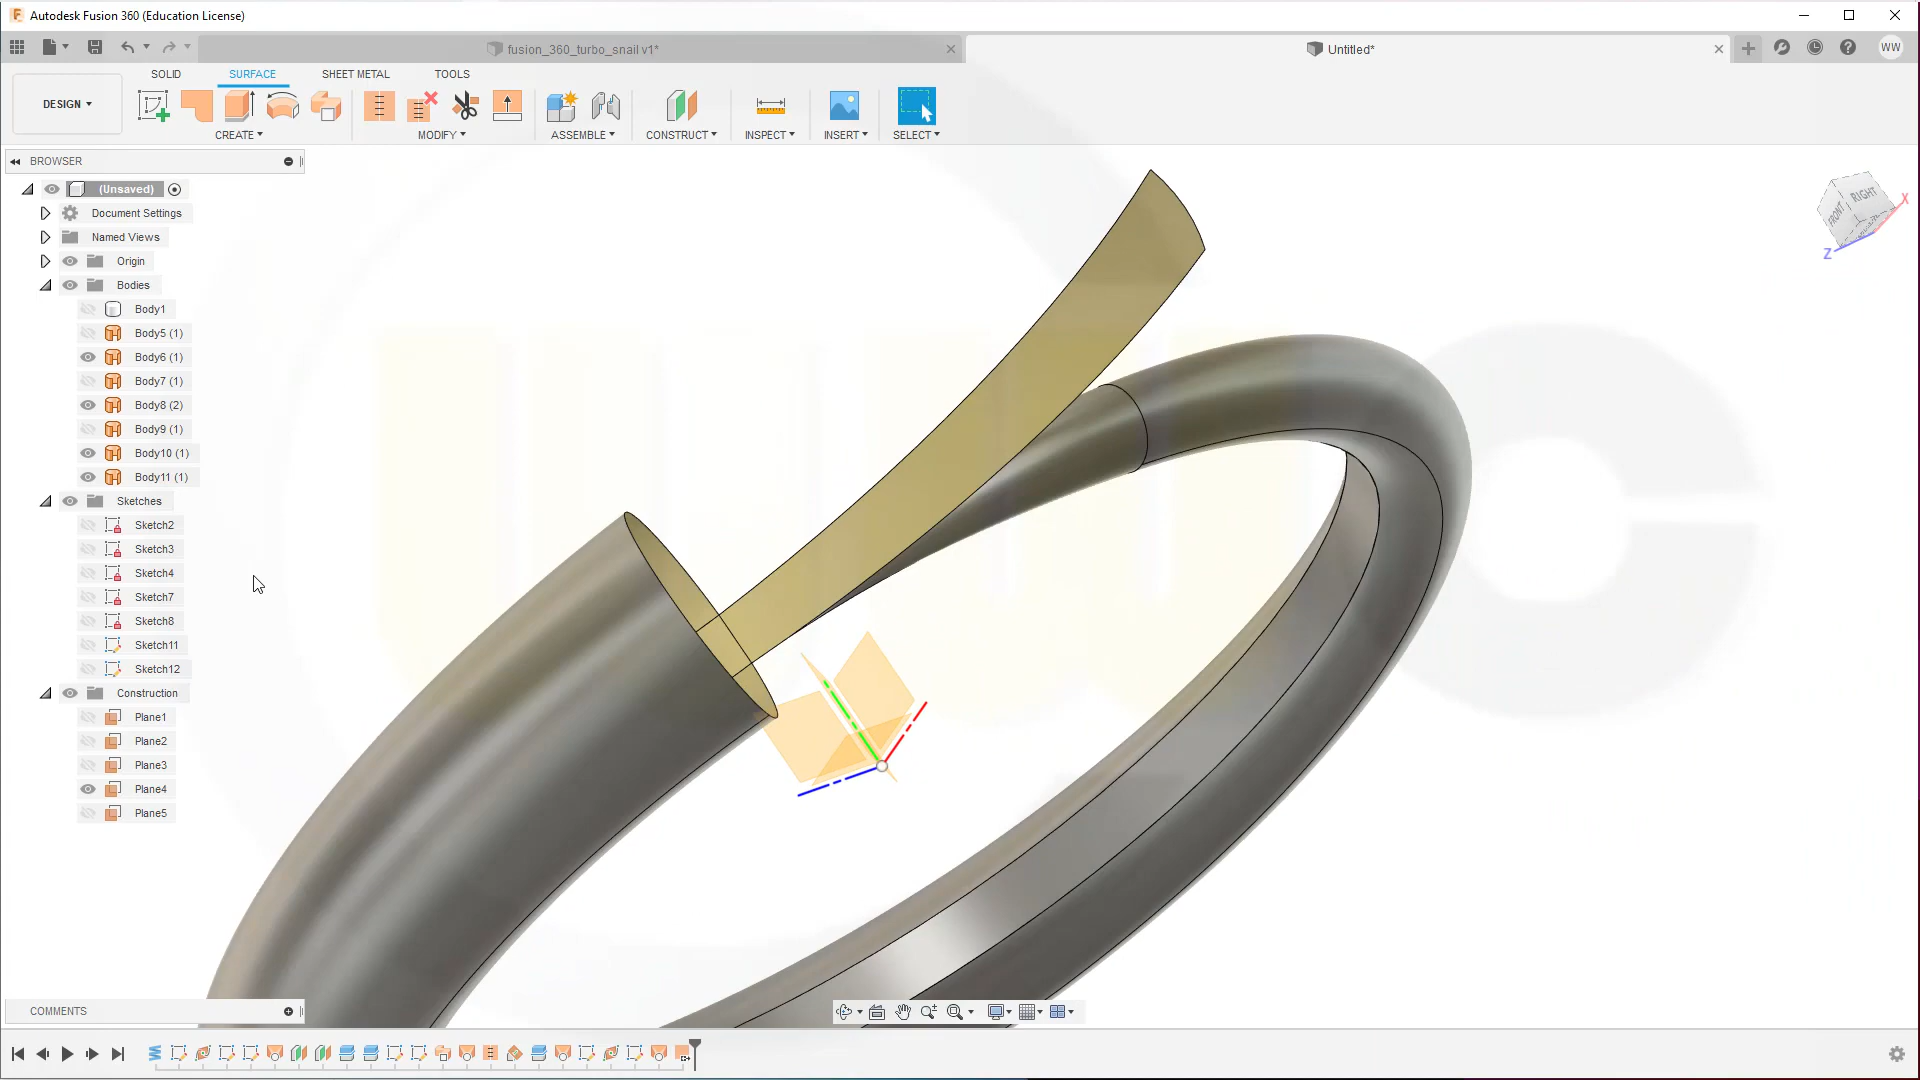 Autodesk Fusion 360 (Education License)
fusion_360_turbo_snail v1*
Untitled*
WW
DESIGN
SOLID
SURFACE
SHEET METAL
TOOLS
CREATE
MODIFY
ASSEMBLE
CONSTRUCT
INSPECT
INSERT
SELECT
BROWSER
(Unsaved)
Document Settings
Named Views
Origin
Bodies
Body1
Body5 (1)
Body6 (1)
Body7 (1)
Body8 (2)
Body9 (1)
Body10 (1)
Body11 (1)
Sketches
Sketch2
Sketch3
Sketch4
Sketch7
Sketch8
Sketch11
Sketch12
Construction
Plane1
Plane2
Plane3
Plane4
Plane5
FRONT
RIGHT
X
Z
COMMENTS